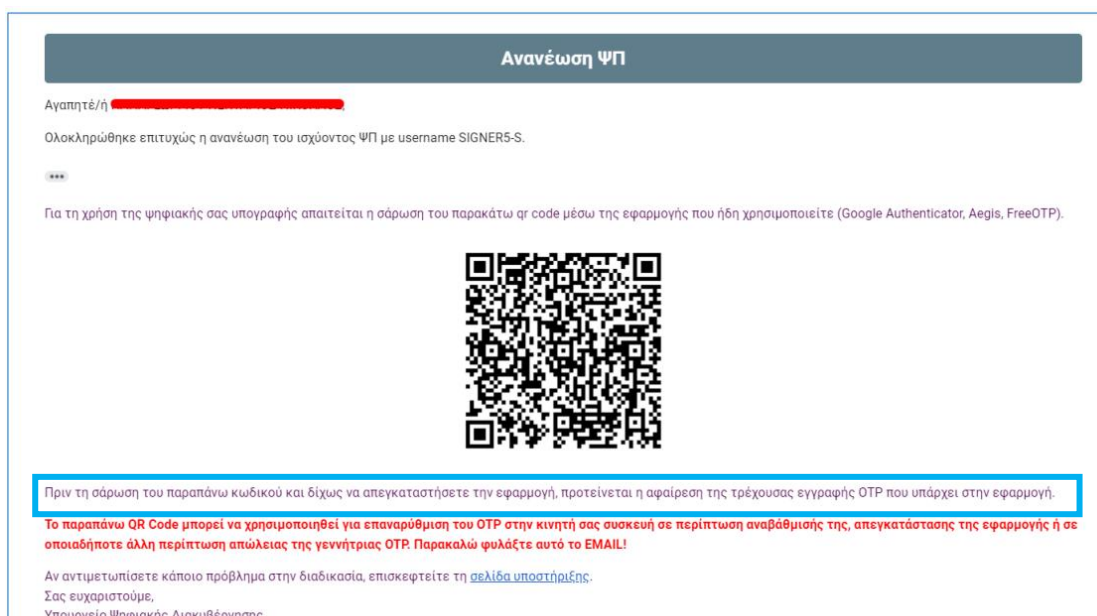 Ανανέωση ΨΠ
Αγαπητέ/ή
Ολοκληρώθηκε επιτυχώς η ανανέωση του ισχύοντος ΨΠ με username SIGNER5-S.
Για τη χρήση της ψηφιακής σας υπογραφής απαιτείται η σάρωση του παρακάτω qr code μέσω της εφαρμογής που ήδη χρησιμοποιείτε (Google Authenticator, Aegis, FreeOTP).
Πριν τη σάρωση του παραπάνω κωδικού και δίχως να απεγκαταστήσετε την εφαρμογή, προτείνεται η αφαίρεση της τρέχουσας εγγραφής OTP που υπάρχει στην εφαρμογή.
Το παραπάνω QR Code μπορεί να χρησιμοποιηθεί για επαναρύθμιση του OTP στην κινητή σας συσκευή σε περίπτωση αναβάθμισής της, απεγκάτστασης της εφαρμογής ή σε
οποιαδήποτε άλλη περίπτωση απώλειας της γεννήτριας OTP. Παρακαλώ φυλάξτε αυτό το EMAIL!
Αν αντιμετωπίσετε κάποιο πρόβλημα στην διαδικασία, επισκεφτείτε τη σελίδα υποστήριξης.
Σας ευχαριστούμε,
Υπουργείο Ψηφιακής Διακυβέρνησης